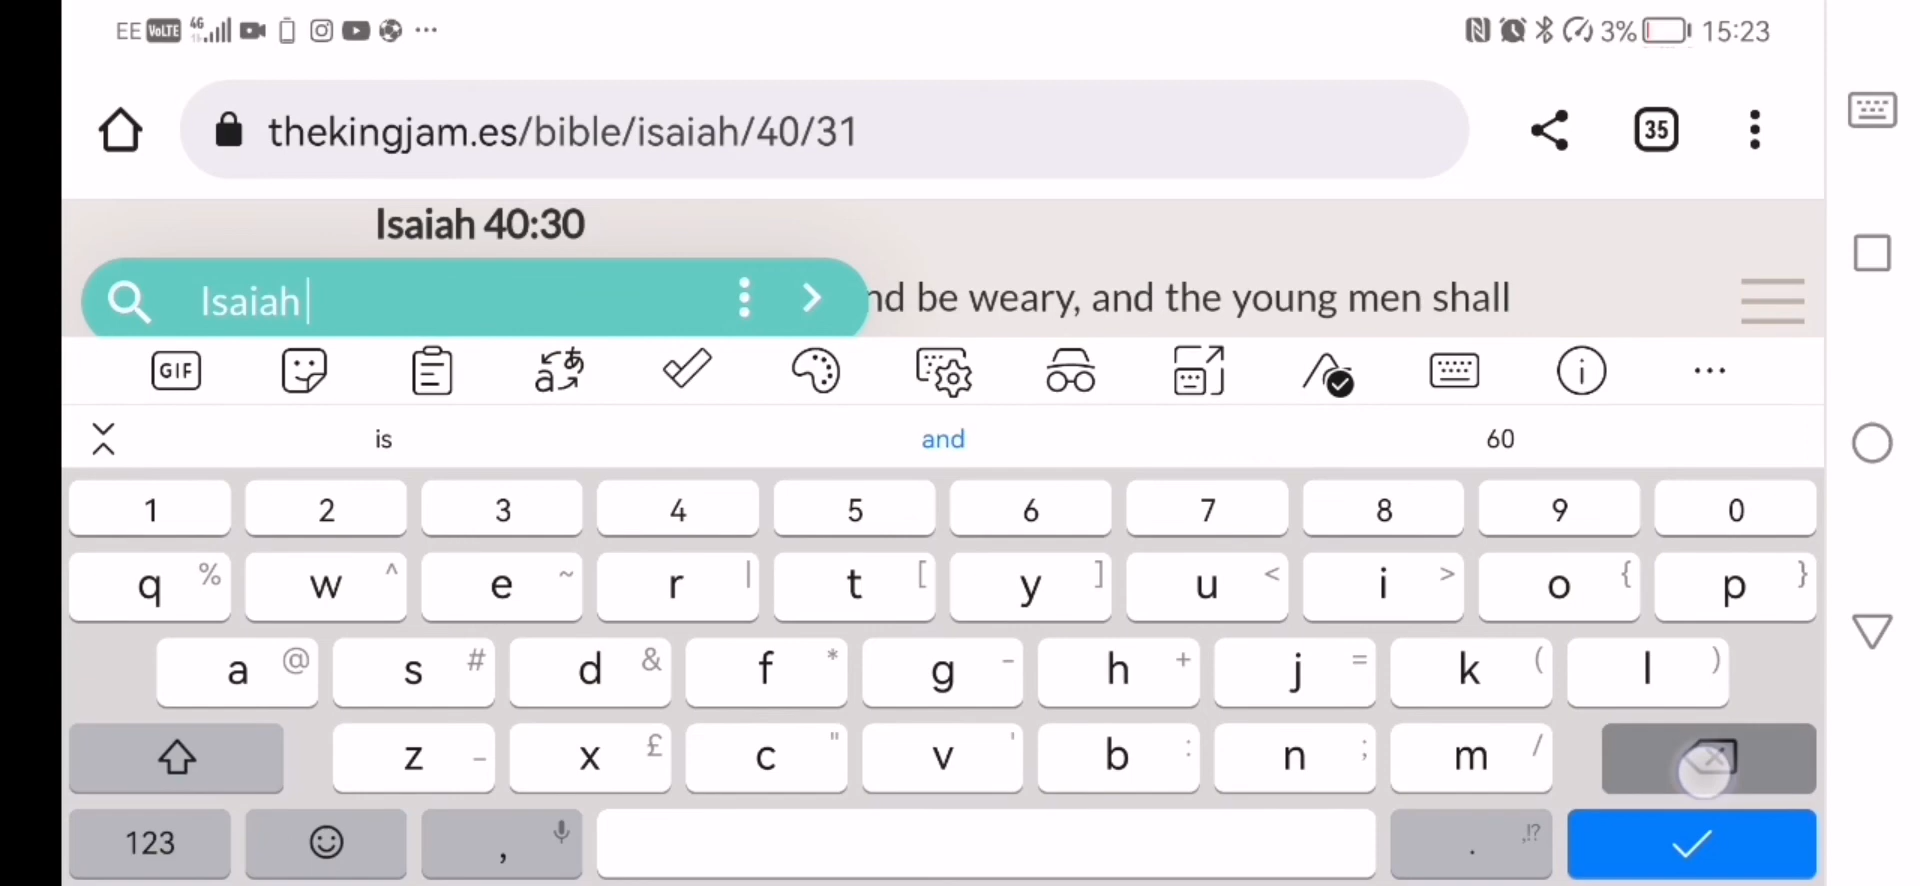 EE VoLTE 4G 3% 15:23
thekingjam.es/bible/isaiah/40/31 35
Isaiah 40:30
Isaiah nd be weary, and the young men shall
GIF
is and 60
1 2 3 4 5 6 7 8 9 0
q % w ^ e ~ r | t [ y ] u < i > o { p }
a @ s # d & f * g - h + j = k ( l )
z _ x £ c " v ' b : n ; m /
123 , . ,!?